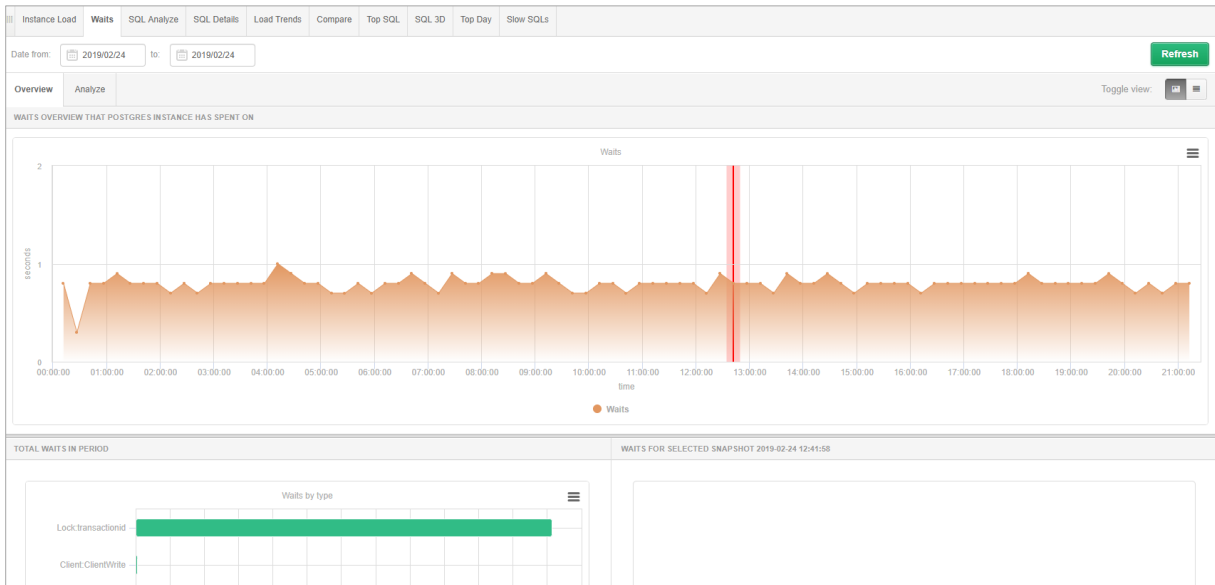 Instance Load Waits SQL Analyze SQL Details Load Trends Compare Top SQL SQL 3D Top Day Slow SQLs
Date from: 2019/02/24 to: 2019/02/24 Refresh
Overview Analyze Toggle view:
WAITS OVERVIEW THAT POSTGRES INSTANCE HAS SPENT ON
Waits
2
1
0
seconds
00:00:00 01:00:00 02:00:00 03:00:00 04:00:00 05:00:00 06:00:00 07:00:00 08:00:00 09:00:00 10:00:00 11:00:00 12:00:00 13:00:00 14:00:00 15:00:00 16:00:00 17:00:00 18:00:00 19:00:00 20:00:00 21:00:00
time
Waits
TOTAL WAITS IN PERIOD
WAITS FOR SELECTED SNAPSHOT 2019-02-24 12:41:58
Waits by type
Lock:transactionid
Client:ClientWrite